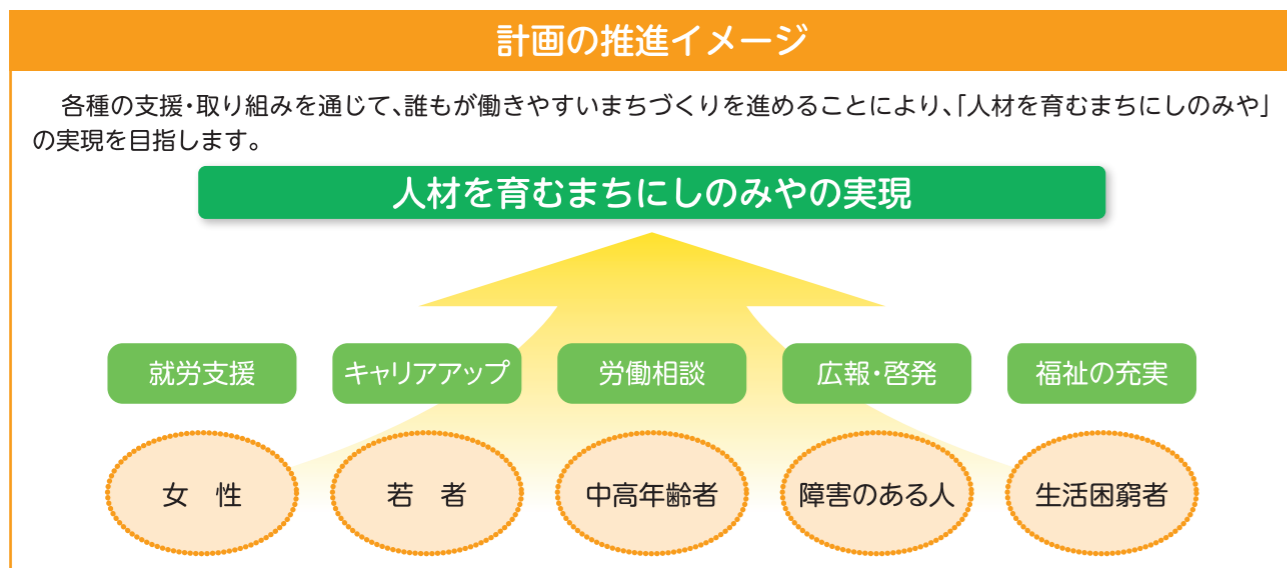 計画の推進イメージ
各種の支援・取り組みを通じて、誰もが働きやすいまちづくりを進めることにより、「人材を育むまちにしのみや」
の実現を目指します。
人材を育むまちにしのみやの実現
就労支援
キャリアアップ
労働相談
広報・啓発
福祉の充実
女　性
若　者
中高年齢者
障害のある人
生活困窮者